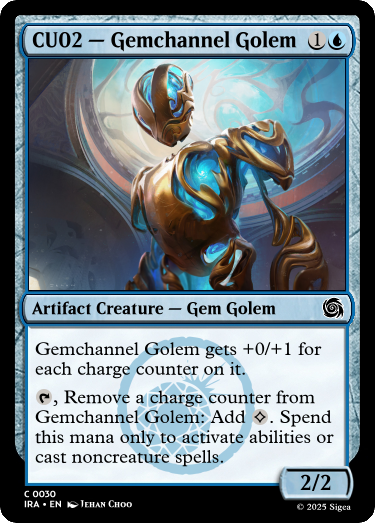 CU02 — Gemchannel Golem 1
Artifact Creature — Gem Golem
Gemchannel Golem gets +0/+1 for
each charge counter on it.
, Remove a charge counter from
Gemchannel Golem: Add . Spend
this mana only to activate abilities or
cast noncreature spells.
2/2
C 0030
IRA • EN Jehan Choo
© 2025 Sigea